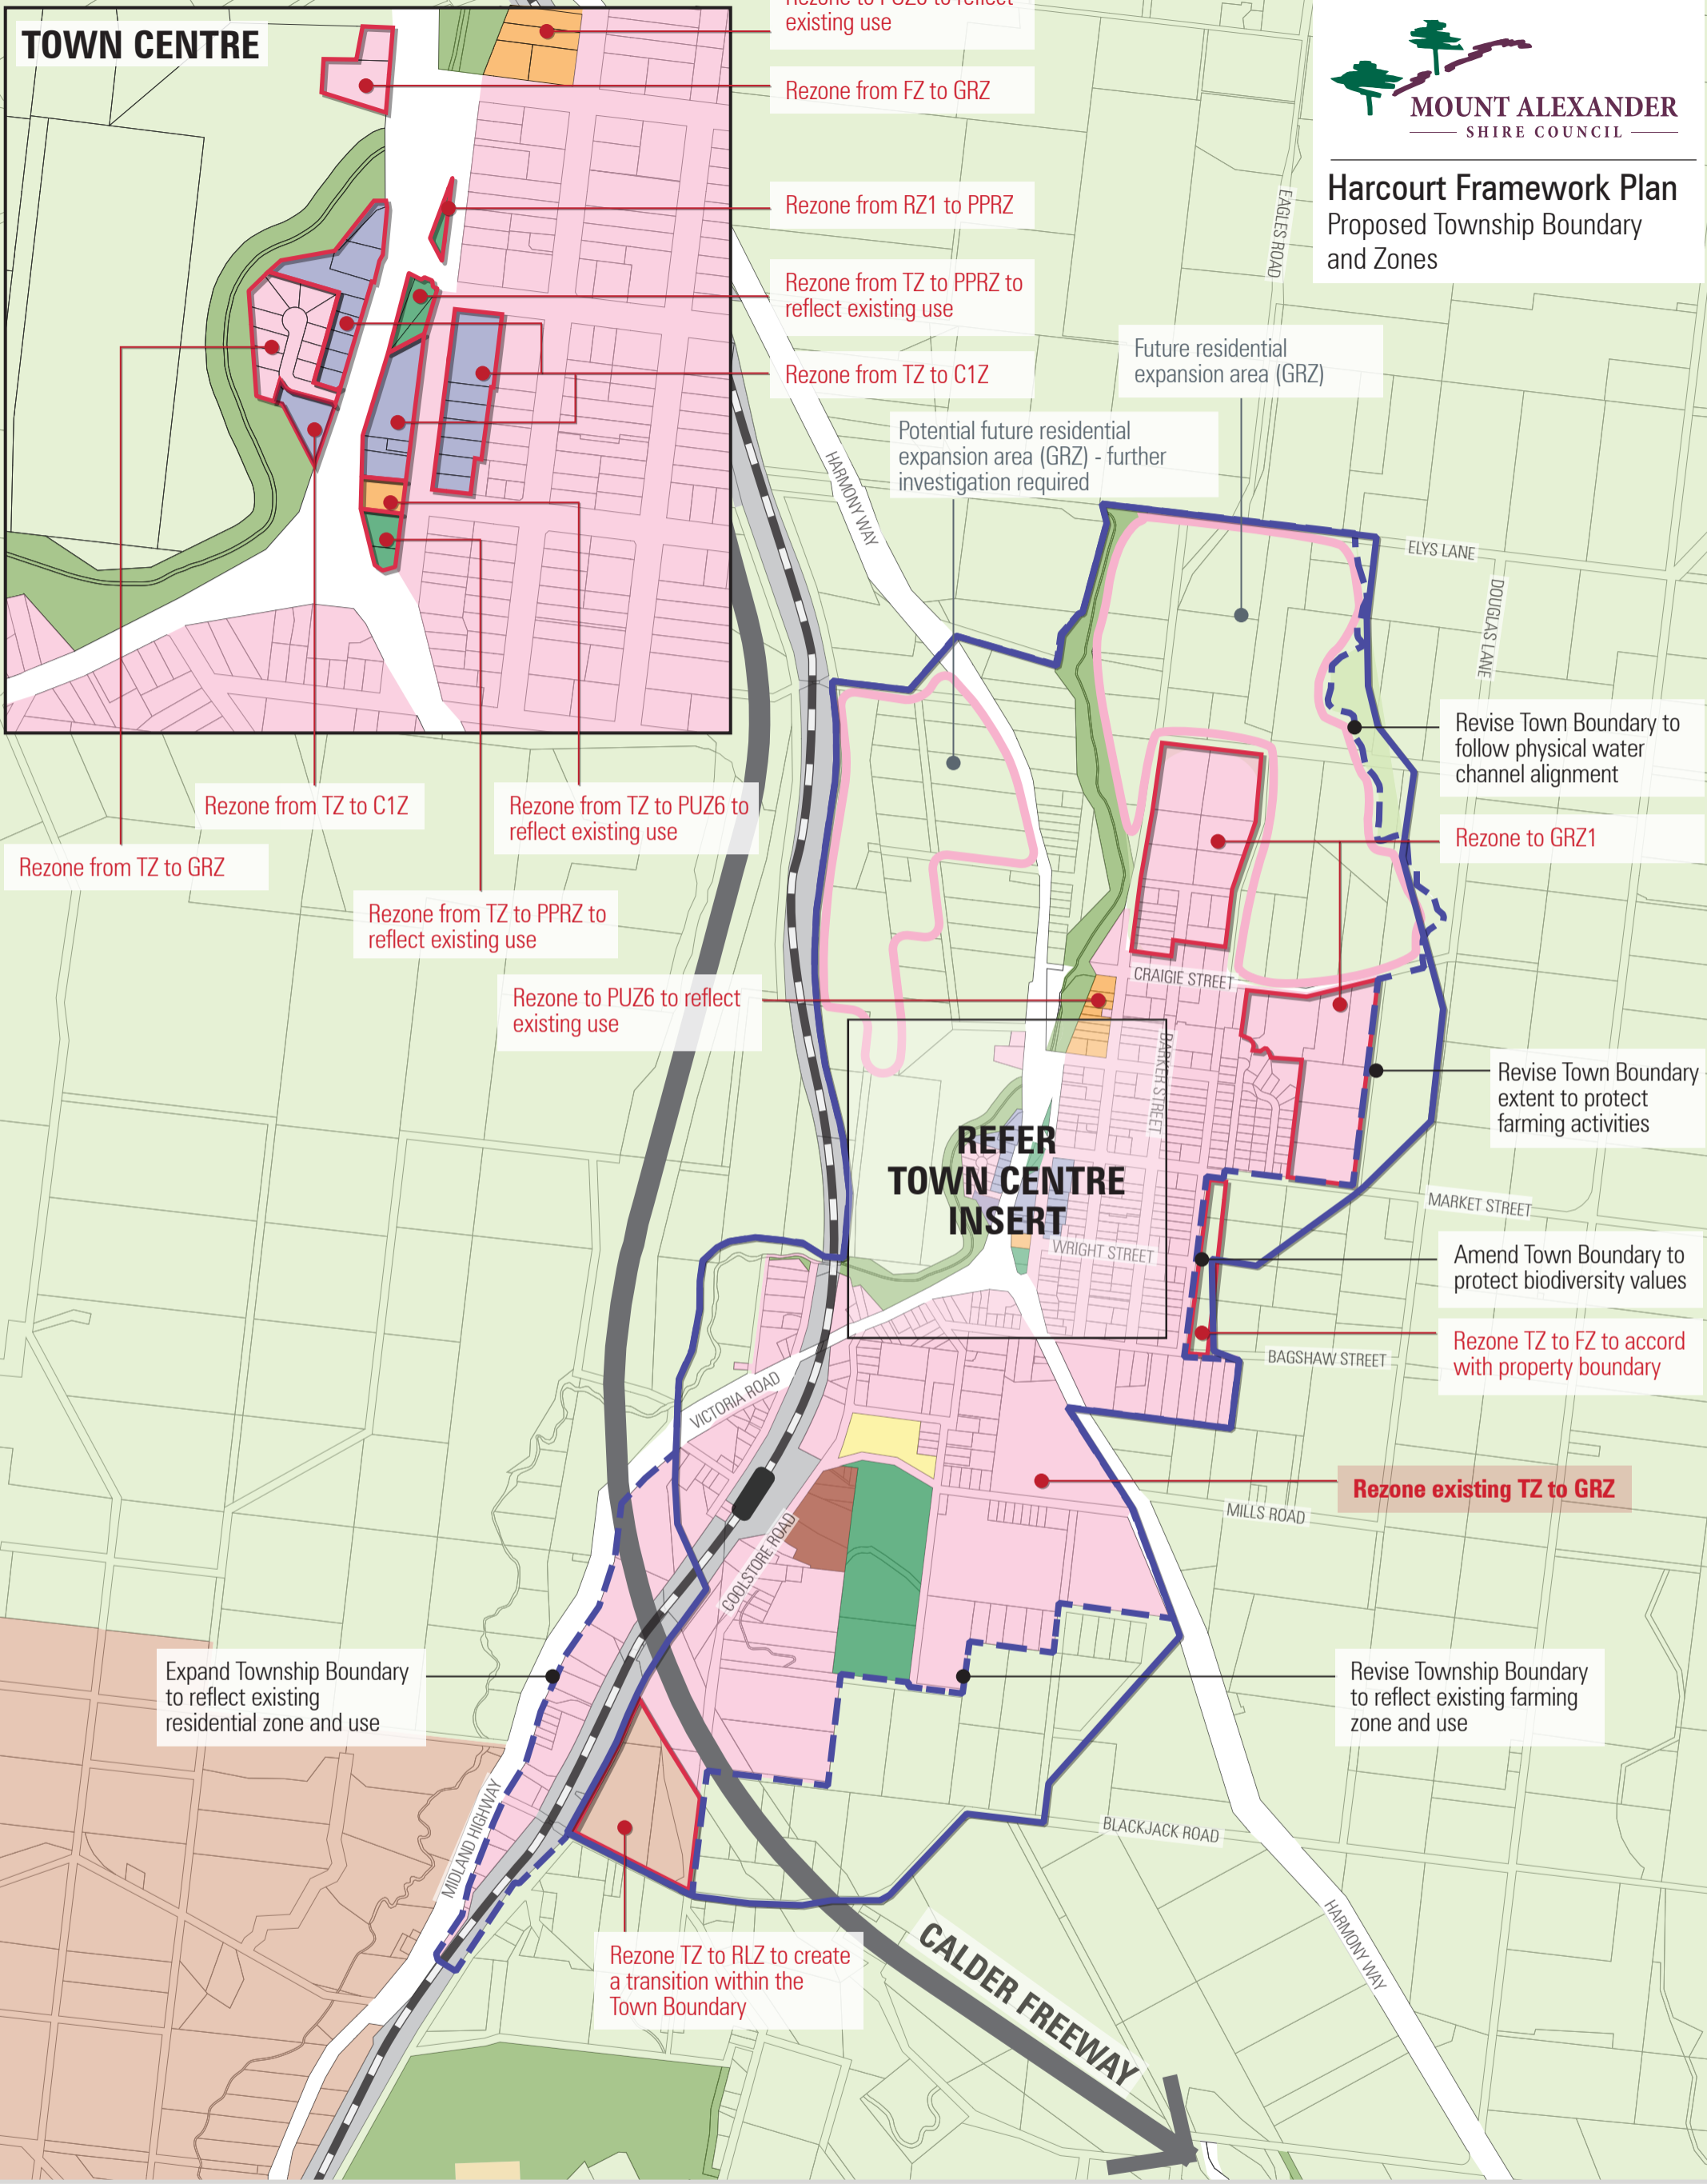 TOWN CENTRE
Rezone to PUZ6 to reflect
existing use
Rezone from FZ to GRZ
Rezone from RZ1 to PPRZ
Rezone from TZ to PPRZ to
reflect existing use
Rezone from TZ to C1Z
MOUNT ALEXANDER
SHIRE COUNCIL
Harcourt Framework Plan
Proposed Township Boundary
and Zones
EAGLES ROAD
Future residential
expansion area (GRZ)
Potential future residential
expansion area (GRZ) - further
investigation required
HARMONY WAY
ELYS LANE
DOUGLAS LANE
Revise Town Boundary to
follow physical water
channel alignment
Rezone to GRZ1
Rezone from TZ to C1Z
Rezone from TZ to PUZ6 to
reflect existing use
Rezone from TZ to GRZ
Rezone from TZ to PPRZ to
reflect existing use
Rezone to PUZ6 to reflect
existing use
CRAIGIE STREET
BARKER STREET
Revise Town Boundary
extent to protect
farming activities
REFER
TOWN CENTRE
INSERT
WRIGHT STREET
MARKET STREET
Amend Town Boundary to
protect biodiversity values
Rezone TZ to FZ to accord
with property boundary
BAGSHAW STREET
VICTORIA ROAD
Rezone existing TZ to GRZ
MILLS ROAD
COOLSTORE ROAD
Expand Township Boundary
to reflect existing
residential zone and use
Revise Township Boundary
to reflect existing farming
zone and use
MIDLAND HIGHWAY
BLACKJACK ROAD
Rezone TZ to RLZ to create
a transition within the
Town Boundary
CALDER FREEWAY
HARMONY WAY